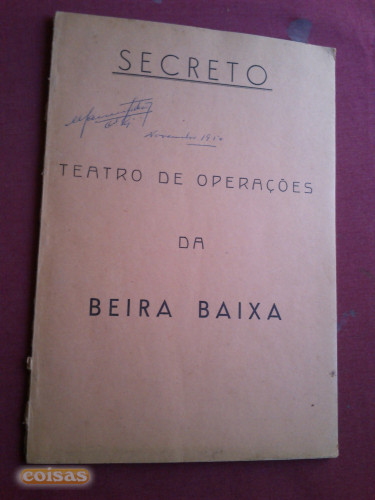 SECRETO
Novembro 1950
TEATRO DE OPERAÇÕES
DA
BEIRA BAIXA
coisas